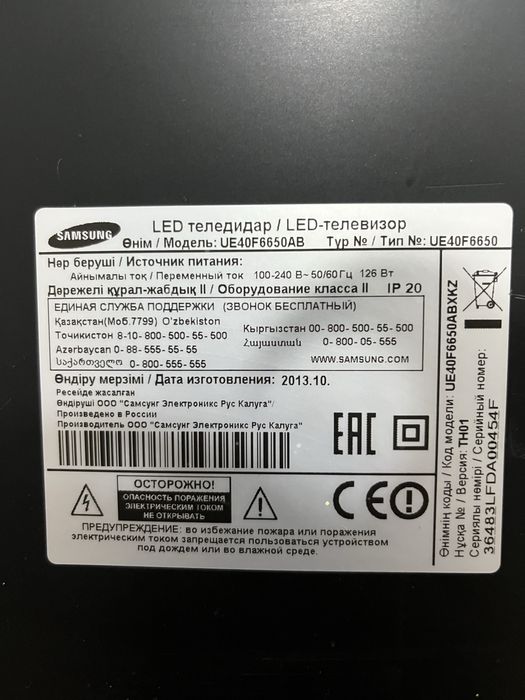 SAMSUNG
LED теледидар / LED-телевизор
Өнім / Модель: UE40F6650AB Түр № / Тип №: UE40F6650
Нәр беруші / Источник питания:
Айнымалы ток / Переменный ток 100-240 В~ 50/60Гц 126 Вт
Дәрежелі құрал-жабдық II / Оборудование класса II IP 20
ЕДИНАЯ СЛУЖБА ПОДДЕРЖКИ (ЗВОНОК БЕСПЛАТНЫЙ)
Қазақстан(Моб.7799) O'zbekiston
Точикистон 8-10-800-500-55-500
Кыргызстан 00-800-500-55-500
Azərbaycan 0-88-555-55-55
Հայաստան 0-800-05-555
საქართველო 0-800-555-555
WWW.SAMSUNG.COM
Өндіру мерзімі / Дата изготовления: 2013.10.
Ресейде жасалған
Өндіруші ООО "Самсунг Электроникс Рус Калуга"
Произведено в России
Производитель ООО "Самсунг Электроникс Рус Калуга"
EAC
ОСТОРОЖНО!
ОПАСНОСТЬ ПОРАЖЕНИЯ
ЭЛЕКТРИЧЕСКИМ ТОКОМ
НЕ ОТКРЫВАТЬ
CE
ПРЕДУПРЕЖДЕНИЕ: во избежание пожара или поражения
электрическим током запрещается пользоваться устройством
под дождем или во влажной среде.
Өнімнің коды / Код модели: UE40F6650ABXKZ
Нұсқа № / Версия: TH01
Сериялы нөмірі / Серийный номер:
36483LFDA00454F